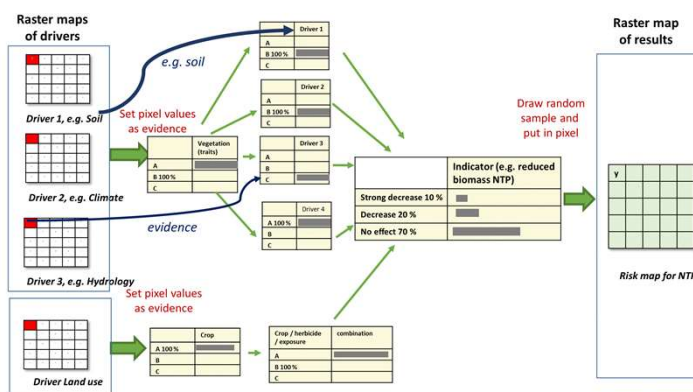 Raster maps
of drivers
Driver 1, e.g. Soil
Driver 2, e.g. Climate
Driver 3, e.g. Hydrology
Driver Land use
e.g. soil
Set pixel values
as evidence
Vegetation
(traits)
A
B 100 %
C
evidence
Set pixel values
as evidence
Crop
A 100 %
B
C
Driver 1
A
B 100 %
C
Driver 2
A
B 100 %
C
Driver 3
A
B
C
Driver 4
A 100 %
B
C
Crop / herbicide
/ exposure
combination
A
B 100 %
C
Indicator (e.g. reduced
biomass NTP)
Strong decrease 10 %
Decrease 20 %
No effect 70 %
Draw random
sample and
put in pixel
Raster map
of results
y
Risk map for NTP